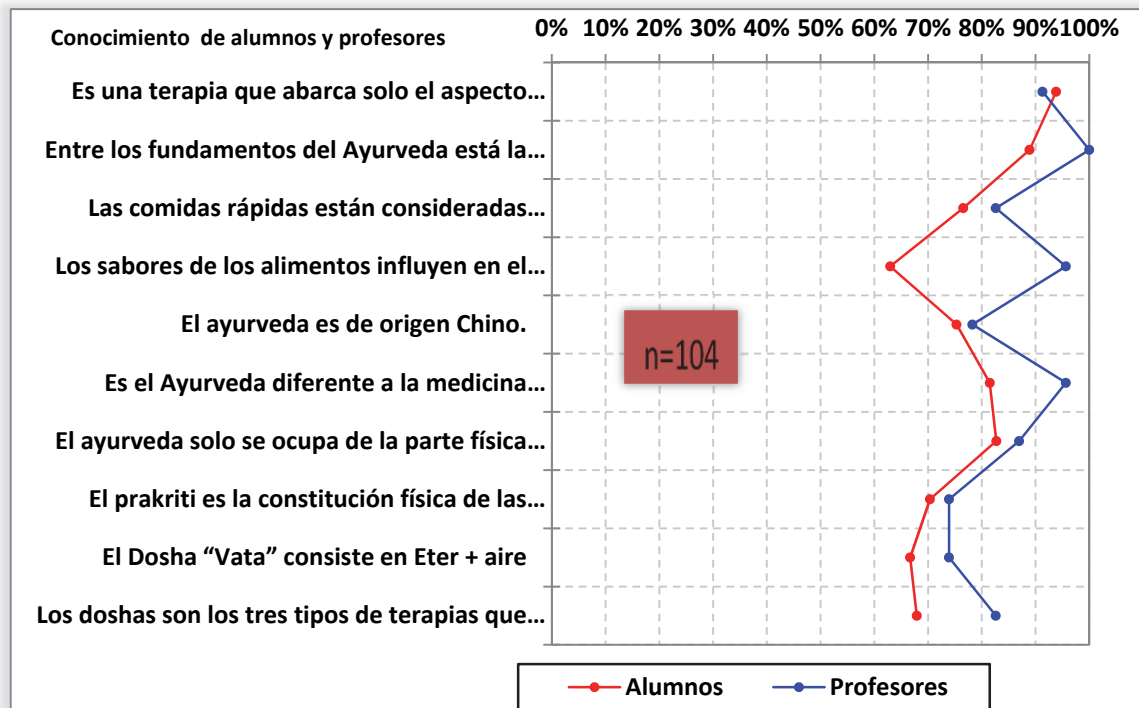 Conocimiento de alumnos y profesores
0% 10% 20% 30% 40% 50% 60% 70% 80% 90% 100%
Es una terapia que abarca solo el aspecto...
Entre los fundamentos del Ayurveda está la...
Las comidas rápidas están consideradas...
Los sabores de los alimentos influyen en el...
El ayurveda es de origen Chino.
n=104
Es el Ayurveda diferente a la medicina...
El ayurveda solo se ocupa de la parte física...
El prakriti es la constitución física de las...
El Dosha “Vata” consiste en Eter + aire
Los doshas son los tres tipos de terapias que...
Alumnos Profesores